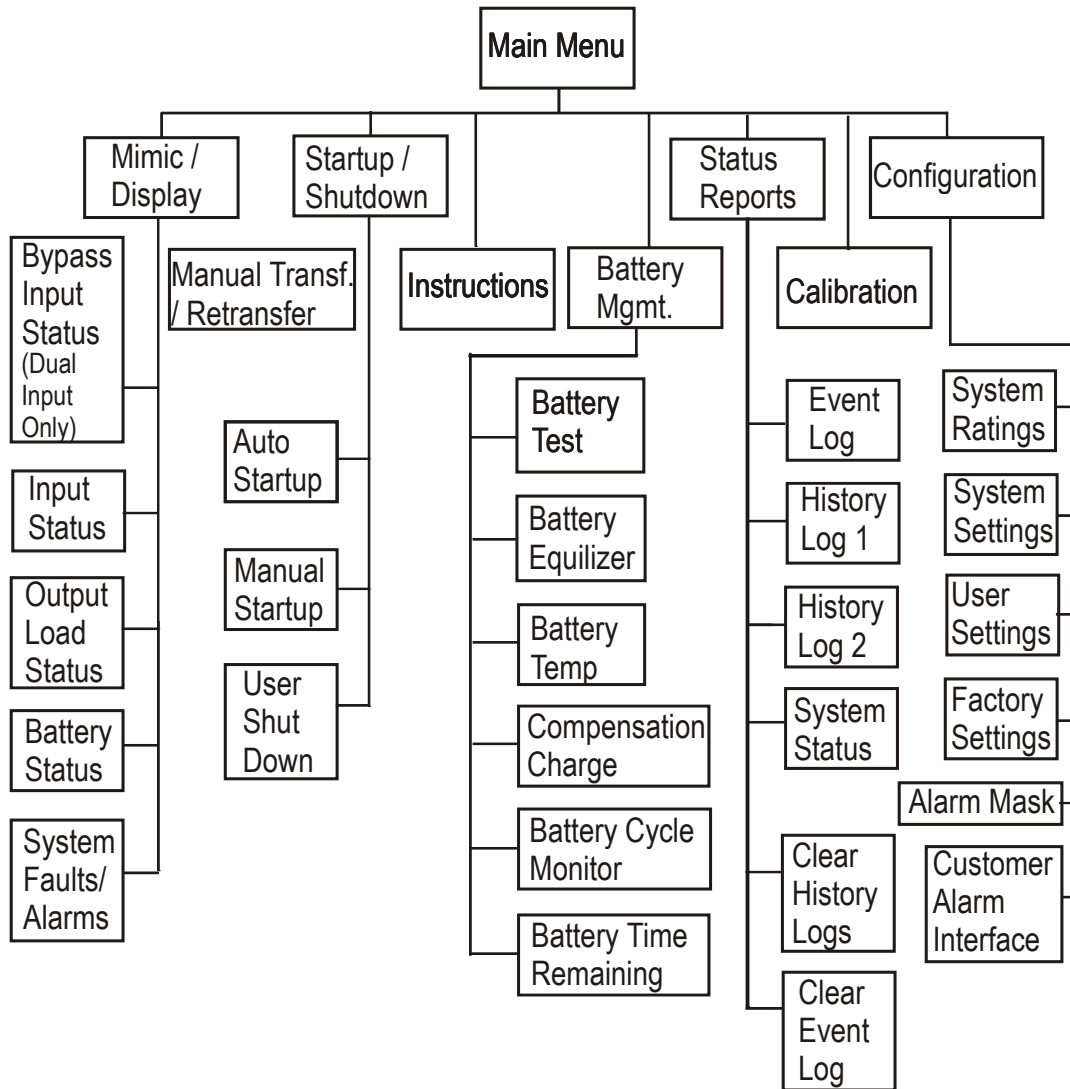 Main Menu
Mimic /
Display
Startup /
Shutdown
Status
Reports
Configuration
Manual Transf.
/ Retransfer
Instructions
Battery
Mgmt.
Calibration
Bypass
Input
Status
(Dual
Input
Only)
Input
Status
Output
Load
Status
Battery
Status
System
Faults/
Alarms
Auto
Startup
Manual
Startup
User
Shut
Down
Battery
Test
Battery
Equilizer
Battery
Temp
Compensation
Charge
Battery Cycle
Monitor
Battery Time
Remaining
Event
Log
History
Log 1
History
Log 2
System
Status
Clear
History
Logs
Clear
Event
Log
System
Ratings
System
Settings
User
Settings
Factory
Settings
Alarm Mask
Customer
Alarm
Interface